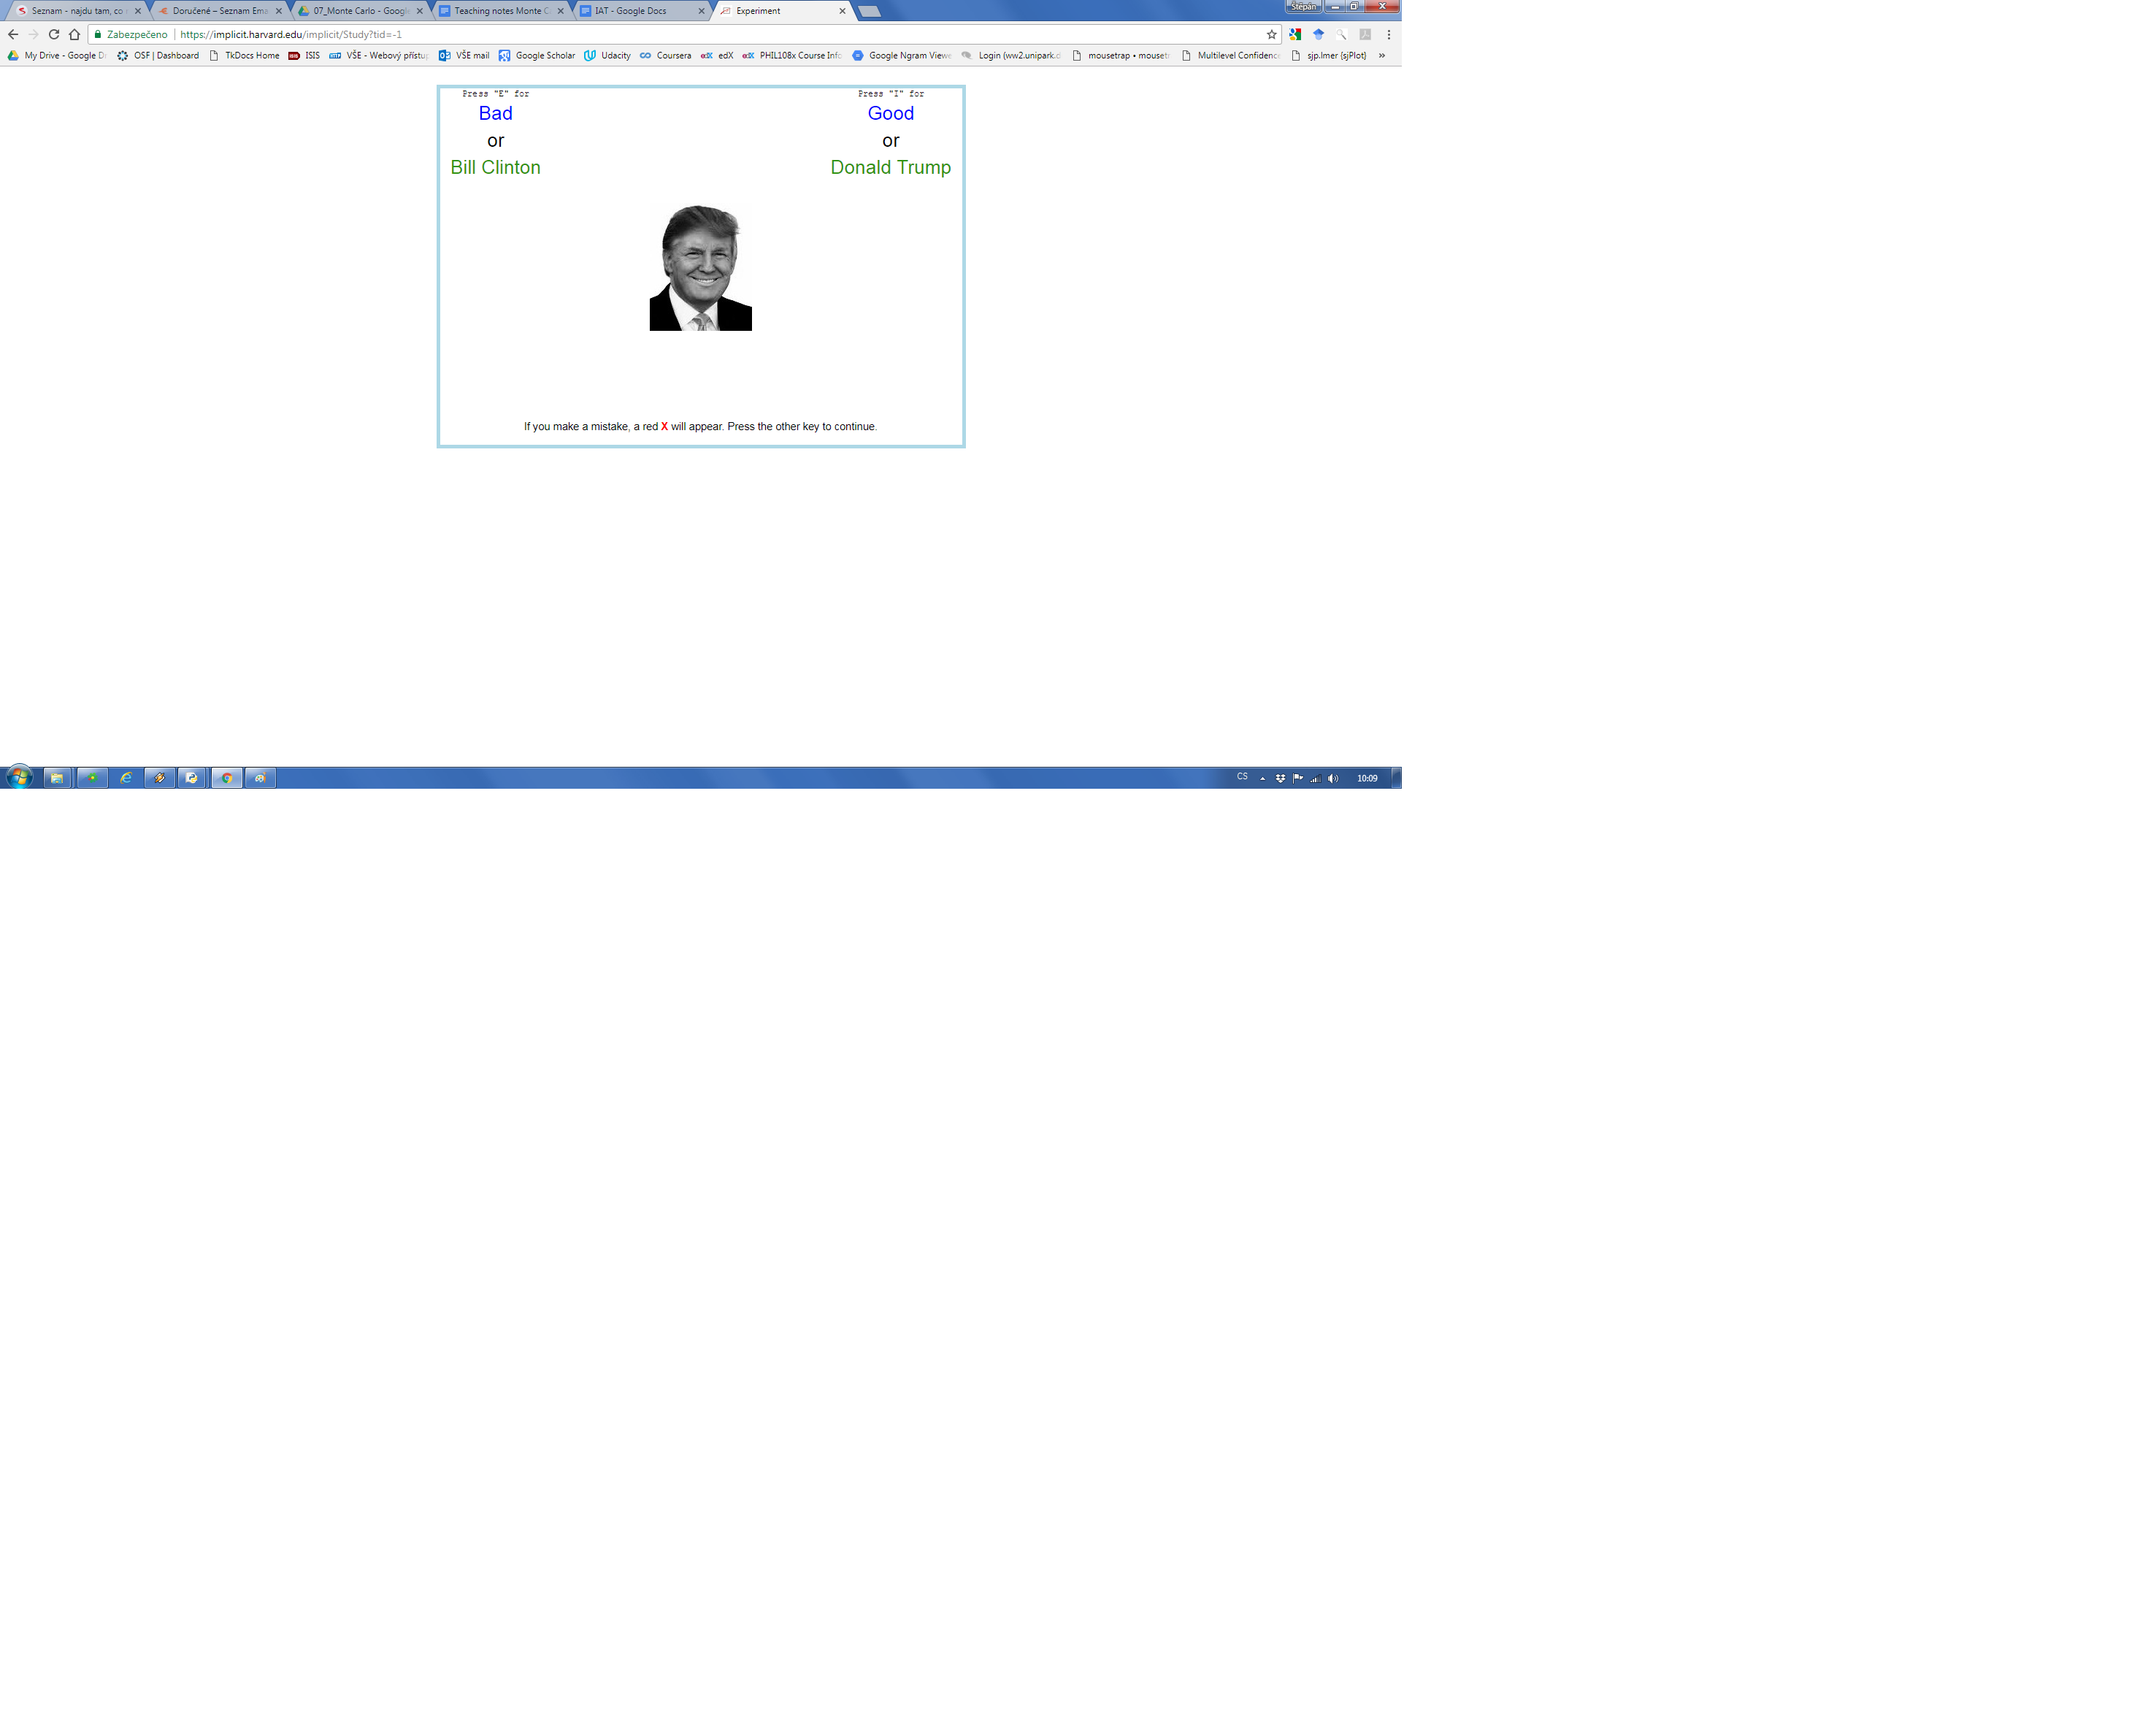 Seznam - najdu tam, co
Doručené – Seznam Ema
07_Monte Carlo - Googl
Teaching notes Monte C
IAT - Google Docs
Experiment
Štěpán
Zabezpečeno
https://implicit.harvard.edu/implicit/Study?tid=-1
My Drive - Google D
OSF | Dashboard
TkDocs Home
ISIS
VŠE - Webový přístup
VŠE mail
Google Scholar
Udacity
Coursera
edX
PHIL108x Course Info
Google Ngram Viewe
Login (ww2.unipark.d
mousetrap • mouset
Multilevel Confidenc
sjp.lmer {sjPlot}
»
Press "E" for
Press "I" for
Bad
Good
or
or
Bill Clinton
Donald Trump
If you make a mistake, a red X will appear. Press the other key to continue.
CS
10:09